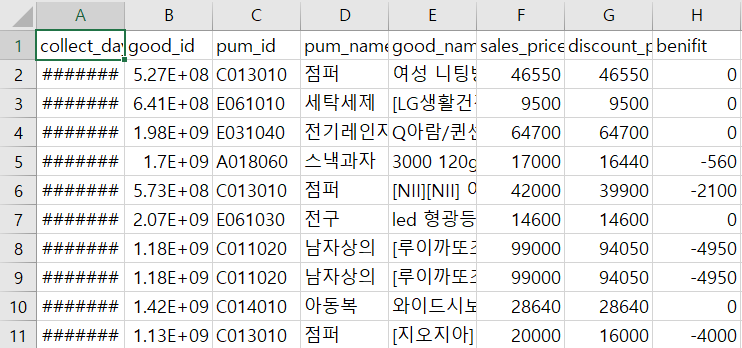 A B C D E F G H
1 collect_day good_id pum_id pum_name good_nam sales_price discount_p benifit
2 ####### 5.27E+08 C013010 점퍼 여성 니팅 46550 46550 0
3 ####### 6.41E+08 E061010 세탁세제 [LG생활건 9500 9500 0
4 ####### 1.98E+09 E031040 전기레인지 Q아람/퀸센 64700 64700 0
5 ####### 1.7E+09 A018060 스낵과자 3000 120g 17000 16440 -560
6 ####### 5.73E+08 C013010 점퍼 [NII][NII] 42000 39900 -2100
7 ####### 2.07E+09 E061030 전구 led 형광등 14600 14600 0
8 ####### 1.18E+09 C011020 남자상의 [루이까또즈 99000 94050 -4950
9 ####### 1.18E+09 C011020 남자상의 [루이까또즈 99000 94050 -4950
10 ####### 1.42E+09 C014010 아동복 와이드시보 28640 28640 0
11 ####### 1.13E+09 C013010 점퍼 [지오지아] 20000 16000 -4000